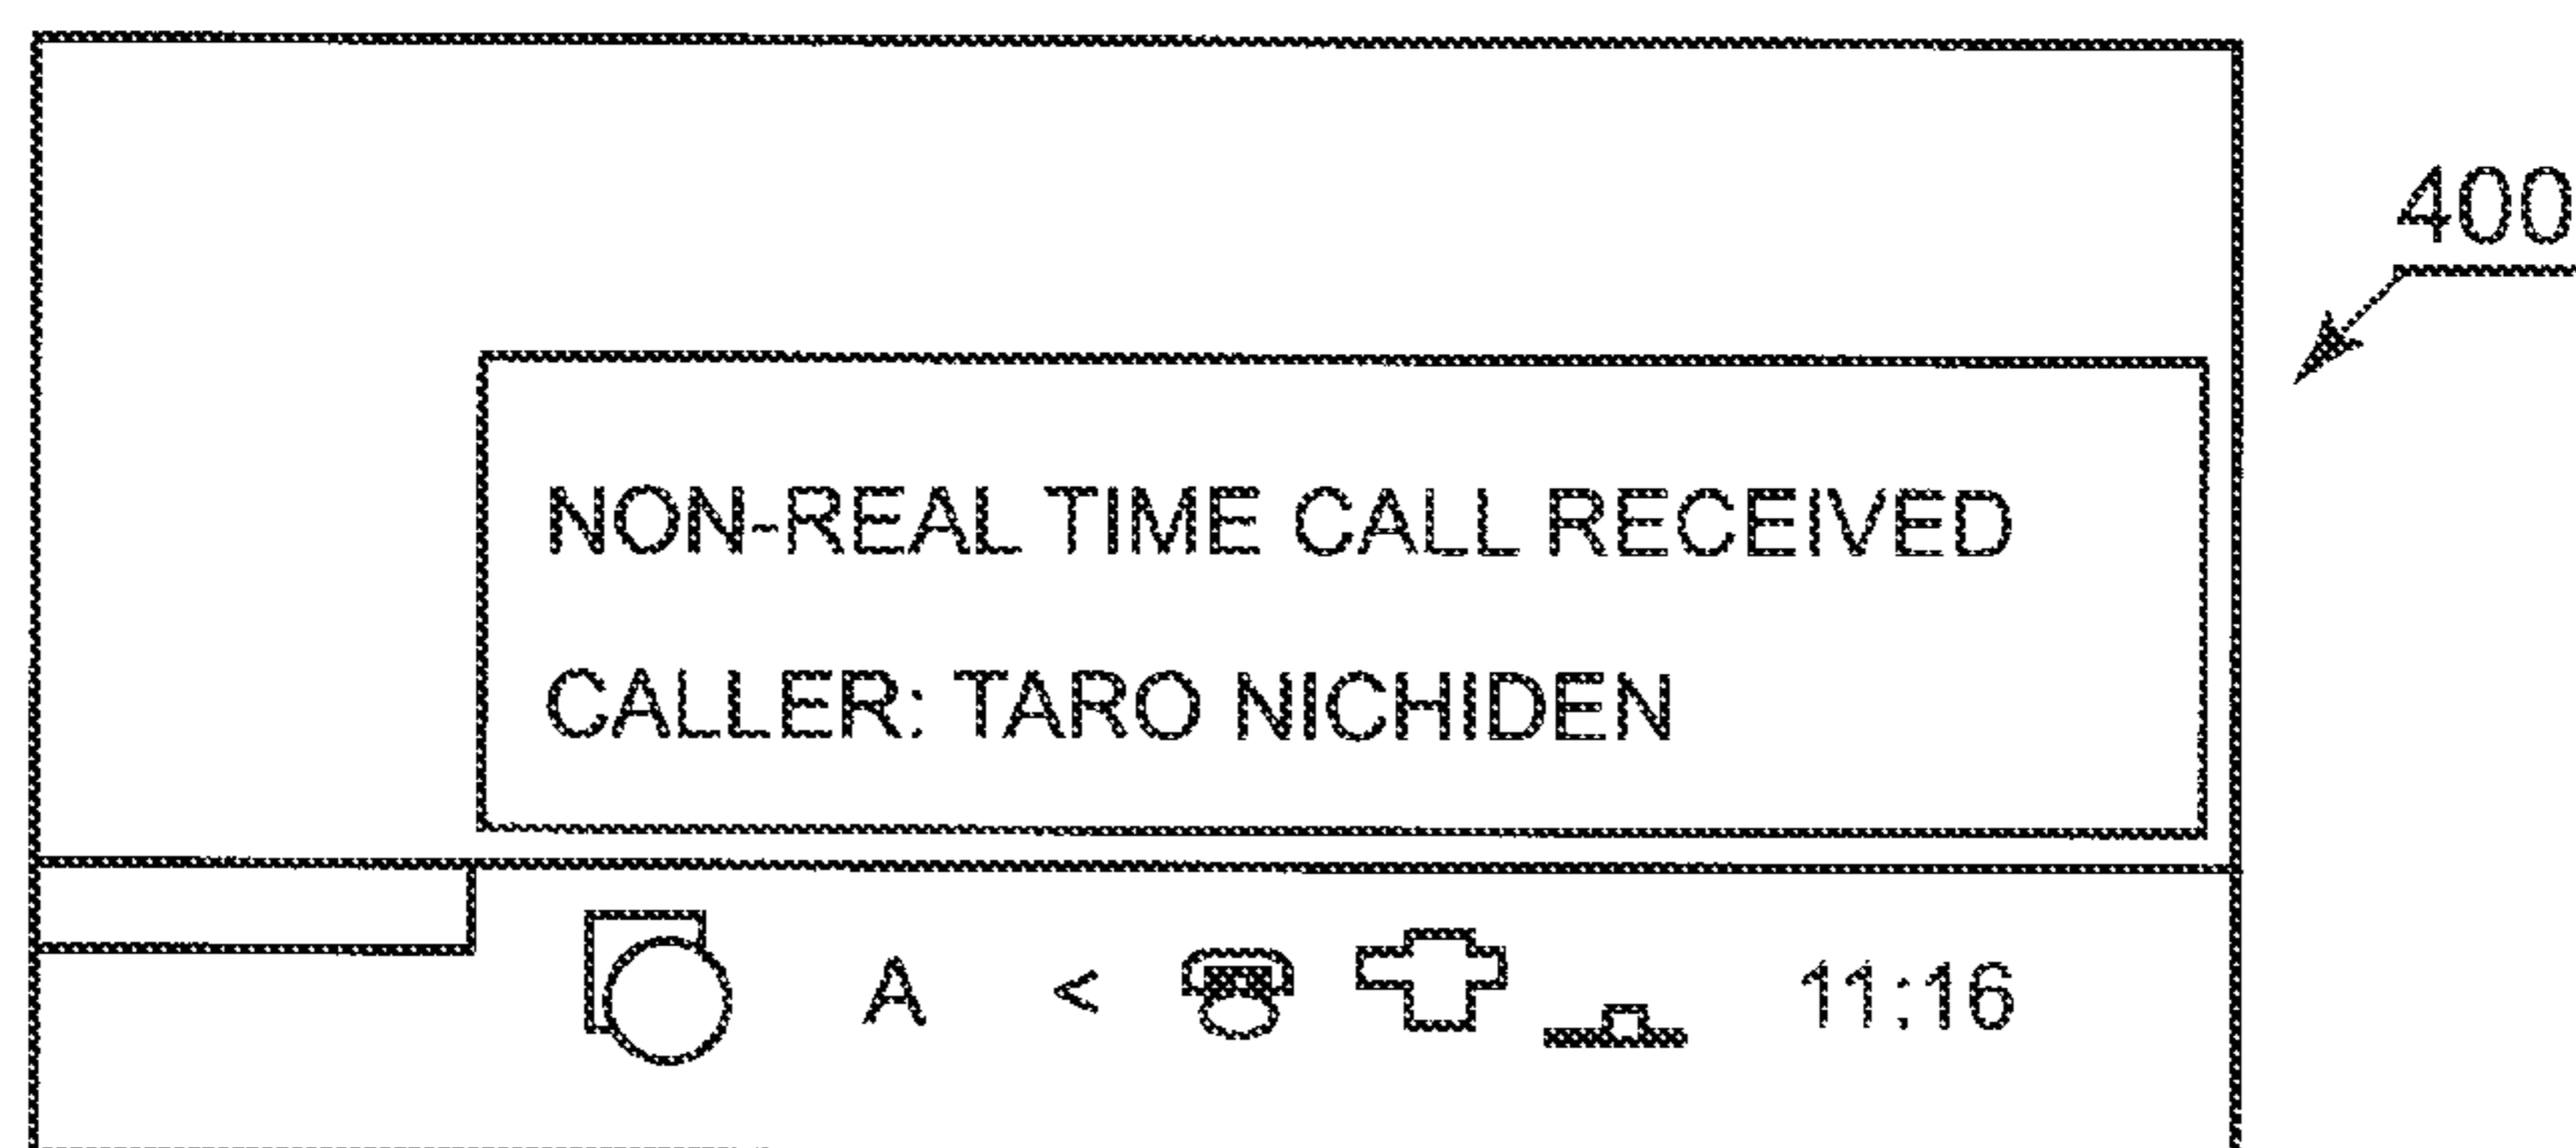 400
NON-REAL TIME CALL RECEIVED
CALLER: TARO NICHIDEN
A < 11:16